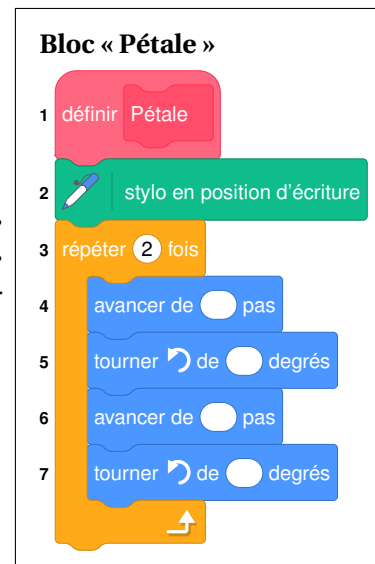 Bloc « Pétale »
1 définir Pétale
2 stylo en position d'écriture
3 répéter 2 fois
4 avancer de pas
5 tourner de degrés
6 avancer de pas
7 tourner de degrés